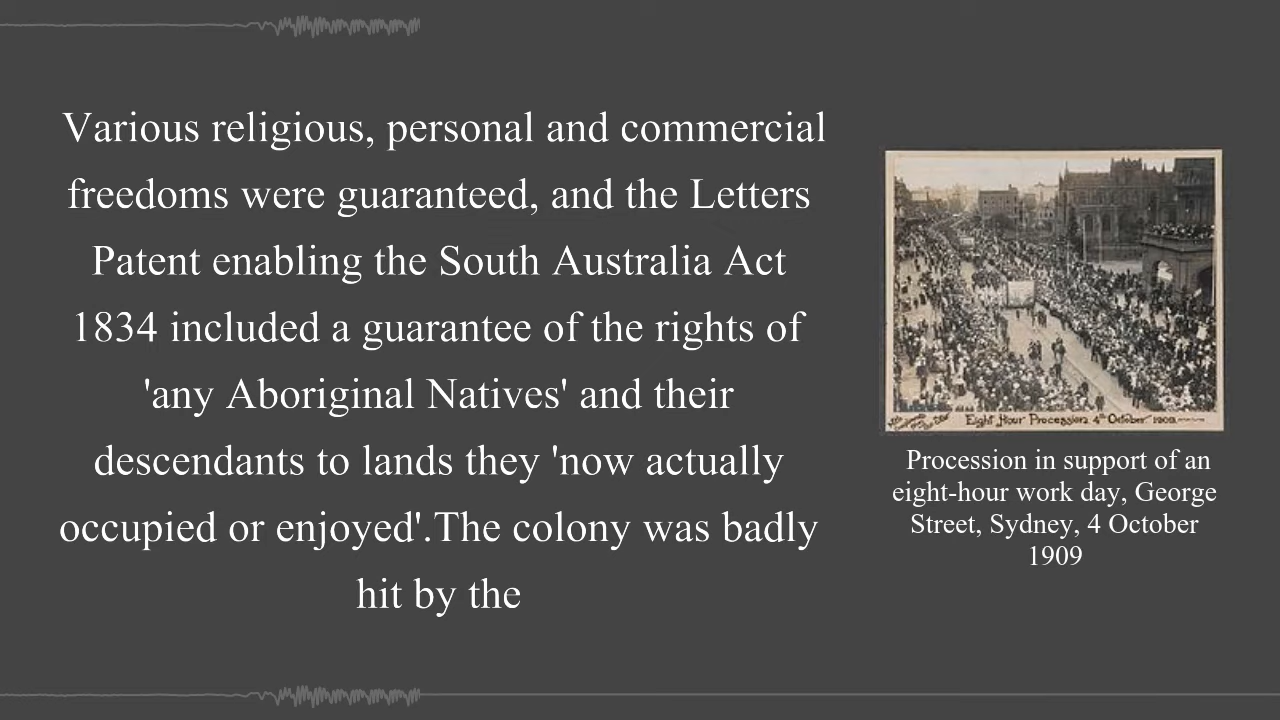 Various religious, personal and commercial
freedoms were guaranteed, and the Letters
Patent enabling the South Australia Act
1834 included a guarantee of the rights of
'any Aboriginal Natives' and their
descendants to lands they 'now actually
occupied or enjoyed'.The colony was badly
hit by the
Eight Hour Procession 4th October 1909
Procession in support of an
eight-hour work day, George
Street, Sydney, 4 October
1909